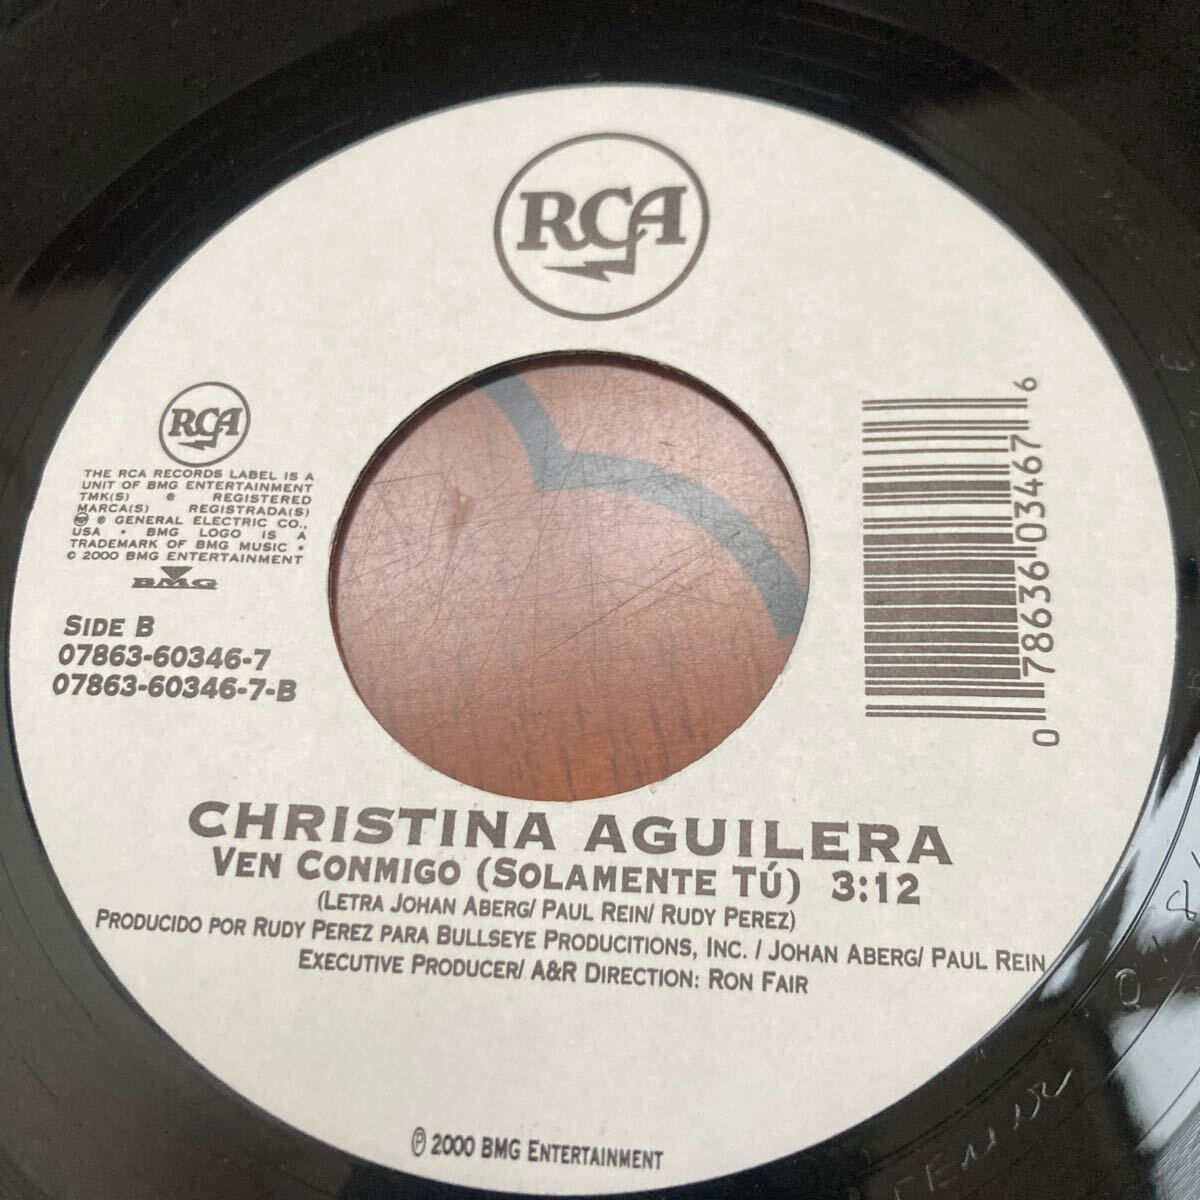 RCA
RCA
THE RCA RECORDS LABEL IS A
UNIT OF BMG ENTERTAINMENT
TMK(S) ® REGISTERED
MARCA(S) REGISTRADA(S)
® GENERAL ELECTRIC CO.,
USA • BMG LOGO IS A
TRADEMARK OF BMG MUSIC •
© 2000 BMG ENTERTAINMENT
BMG
SIDE B
07863-60346-7
07863-60346-7-B
0 78636 03467 6
CHRISTINA AGUILERA
VEN CONMIGO (SOLAMENTE TÚ) 3:12
(LETRA JOHAN ABERG/ PAUL REIN/ RUDY PEREZ)
PRODUCIDO POR RUDY PEREZ PARA BULLSEYE PRODUCITIONS, INC. / JOHAN ABERG/ PAUL REIN
EXECUTIVE PRODUCER/ A&R DIRECTION: RON FAIR
℗ 2000 BMG ENTERTAINMENT